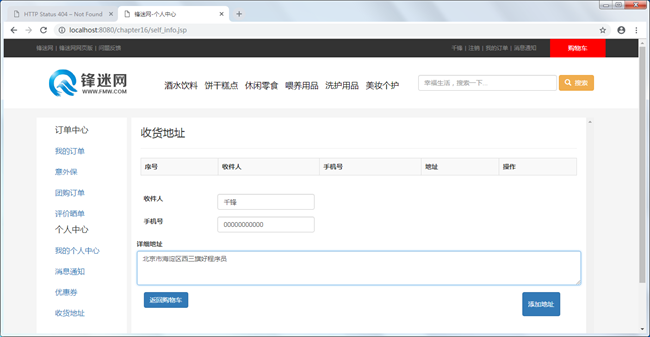 HTTP Status 404 – Not Found
锋迷网-个人中心
localhost:8080/chapter16/self_info.jsp
锋迷网 | 锋迷网网页版 | 问题反馈
千锋 | 注销 | 我的订单 | 消息通知
购物车
锋迷网
WWW.FMW.COM
酒水饮料 饼干糕点 休闲零食 喂养用品 洗护用品 美妆个护
幸福生活，搜索一下...
搜索
订单中心
我的订单
意外保
团购订单
评价晒单
个人中心
我的个人中心
消息通知
优惠券
收货地址
收货地址
序号 收件人 手机号 地址 操作
收件人
千锋
手机号
00000000000
详细地址
北京市海淀区西三旗好程序员
返回购物车
添加地址